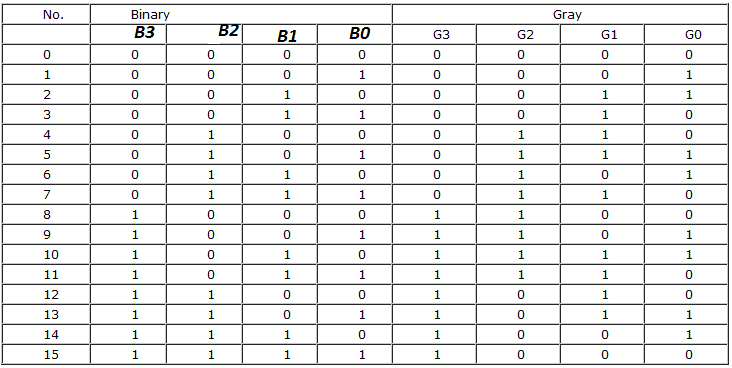 No. Binary Gray
B3 B2 B1 B0 G3 G2 G1 G0
0 0 0 0 0 0 0 0 0
1 0 0 0 1 0 0 0 1
2 0 0 1 0 0 0 1 1
3 0 0 1 1 0 0 1 0
4 0 1 0 0 0 1 1 0
5 0 1 0 1 0 1 1 1
6 0 1 1 0 0 1 0 1
7 0 1 1 1 0 1 1 0
8 1 0 0 0 1 1 0 0
9 1 0 0 1 1 1 0 1
10 1 0 1 0 1 1 1 1
11 1 0 1 1 1 1 1 0
12 1 1 0 0 1 0 1 0
13 1 1 0 1 1 0 1 1
14 1 1 1 0 1 0 0 1
15 1 1 1 1 1 0 0 0